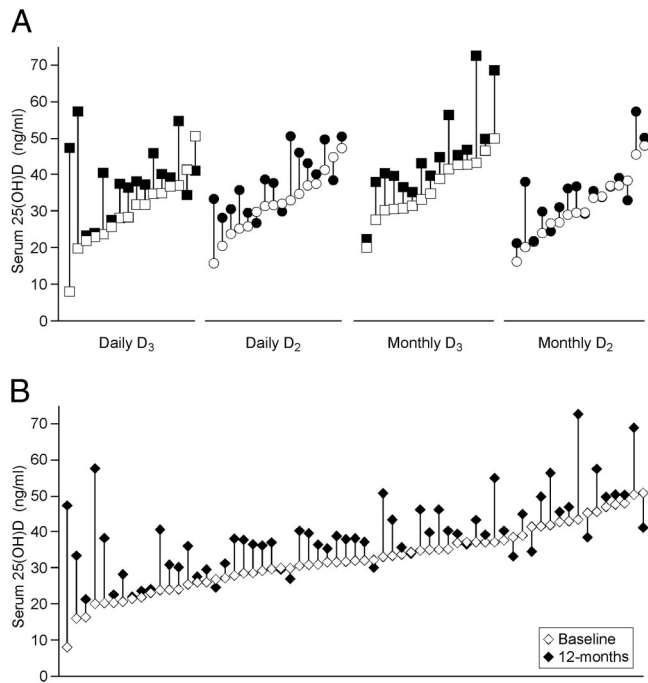 A
Serum 25(OH)D (ng/ml)
70
60
50
40
30
20
10
0
Daily D₃
Daily D₂
Monthly D₃
Monthly D₂
B
Serum 25(OH)D (ng/ml)
70
60
50
40
30
20
10
0
Baseline
12-months